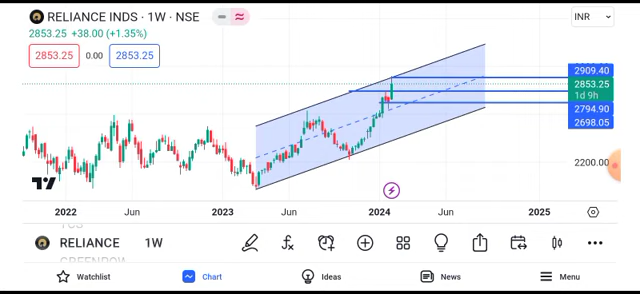 RELIANCE INDS · 1W · NSE
INR
2853.25 +38.00 (+1.35%)
2853.25 0.00 2853.25
2909.40
2853.25
1d 9h
2794.90
2698.05
2200.00
2022 Jun 2023 Jun 2024 Jun 2025
RELIANCE 1W
Watchlist Chart Ideas News Menu